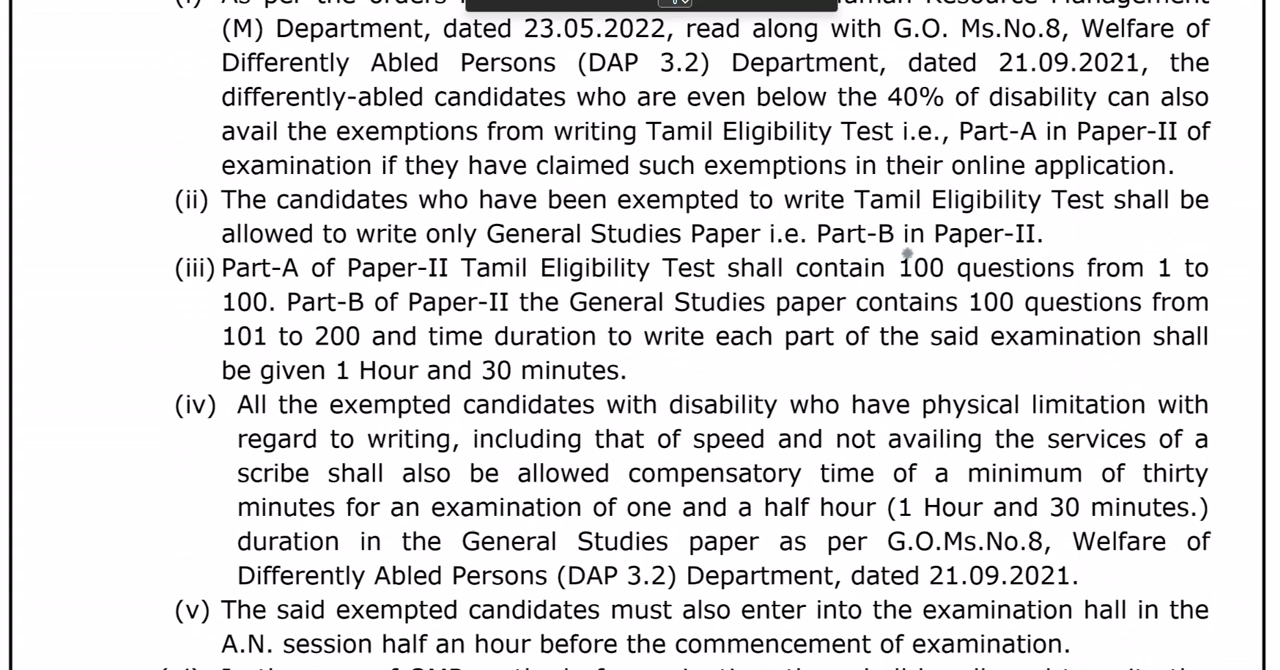 (i) As per the orders Human Resource Management
(M) Department, dated 23.05.2022, read along with G.O. Ms.No.8, Welfare of
Differently Abled Persons (DAP 3.2) Department, dated 21.09.2021, the
differently-abled candidates who are even below the 40% of disability can also
avail the exemptions from writing Tamil Eligibility Test i.e., Part-A in Paper-II of
examination if they have claimed such exemptions in their online application.
(ii) The candidates who have been exempted to write Tamil Eligibility Test shall be
allowed to write only General Studies Paper i.e. Part-B in Paper-II.
(iii) Part-A of Paper-II Tamil Eligibility Test shall contain 100 questions from 1 to
100. Part-B of Paper-II the General Studies paper contains 100 questions from
101 to 200 and time duration to write each part of the said examination shall
be given 1 Hour and 30 minutes.
(iv) All the exempted candidates with disability who have physical limitation with
regard to writing, including that of speed and not availing the services of a
scribe shall also be allowed compensatory time of a minimum of thirty
minutes for an examination of one and a half hour (1 Hour and 30 minutes.)
duration in the General Studies paper as per G.O.Ms.No.8, Welfare of
Differently Abled Persons (DAP 3.2) Department, dated 21.09.2021.
(v) The said exempted candidates must also enter into the examination hall in the
A.N. session half an hour before the commencement of examination.